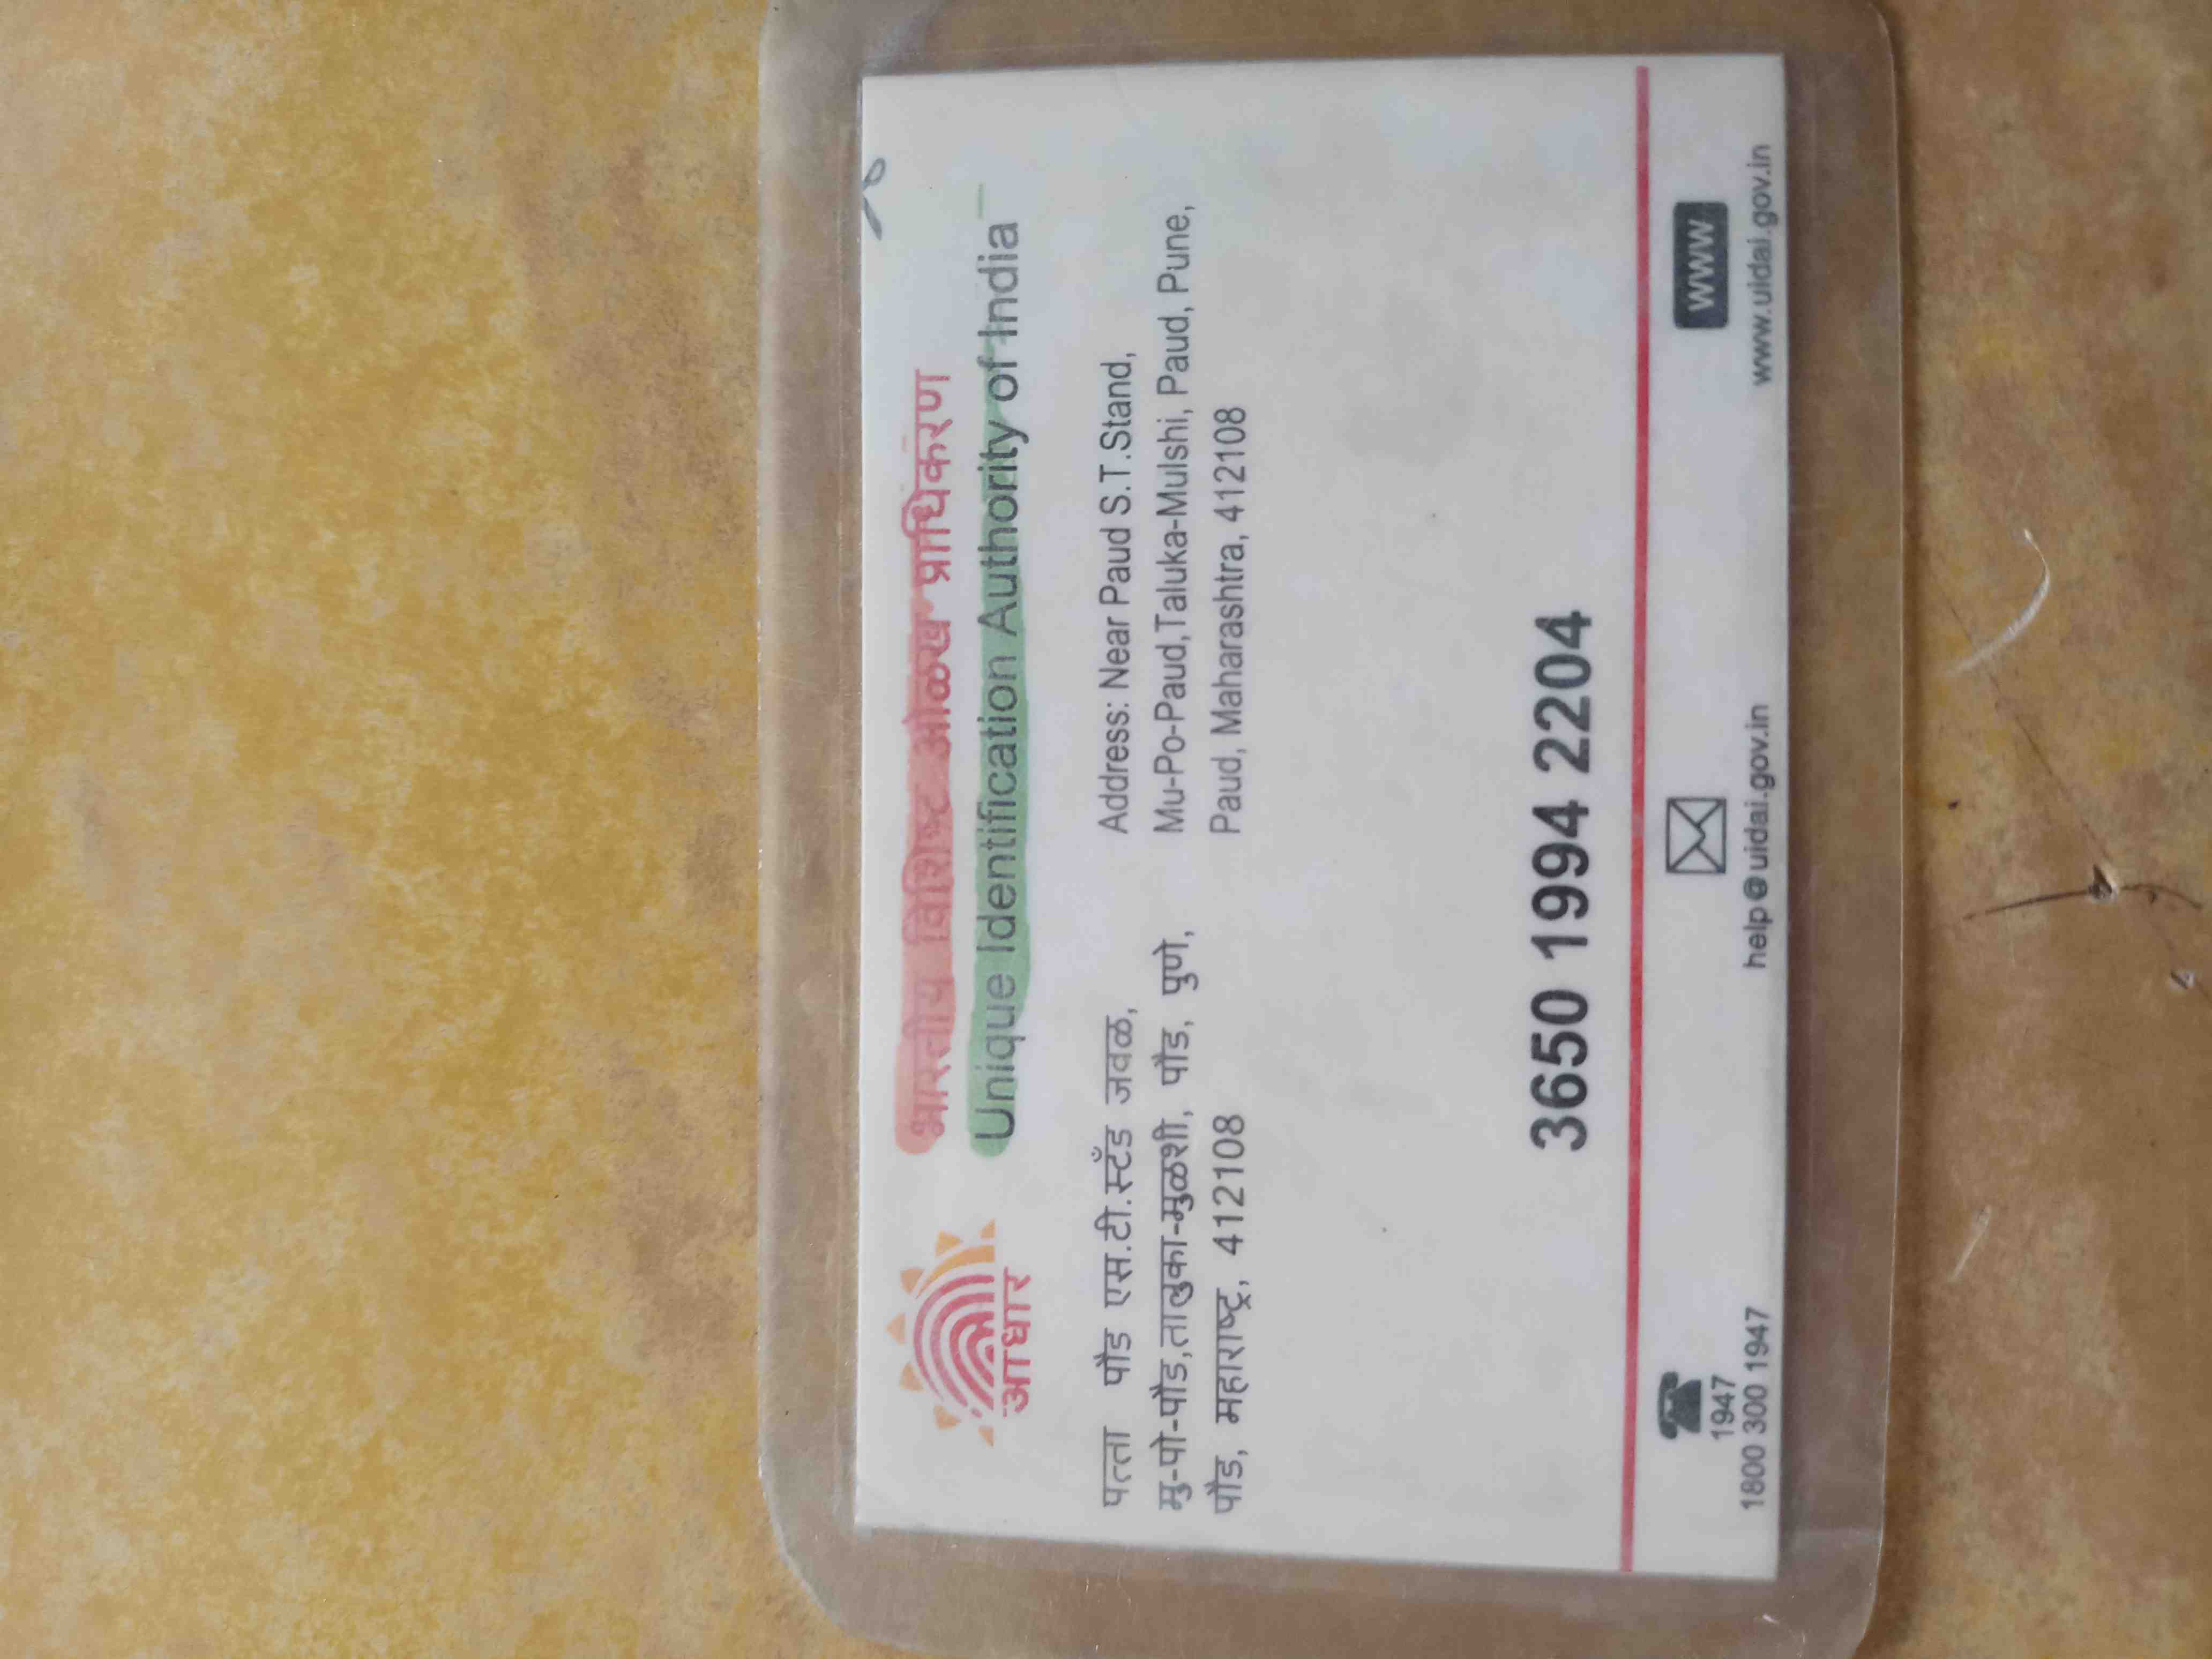 भारतीय विशिष्ट ओळख प्राधिकरण
Unique Identification Authority of India
आधार
पत्ता पौड एस.टी.स्टँड जवळ,
मु-पो-पौड,तालुका-मुळशी, पौड, पुणे,
पौड, महाराष्ट्र, 412108
Address: Near Paud S.T.Stand,
Mu-Po-Paud,Taluka-Mulshi, Paud, Pune,
Paud, Maharashtra, 412108
3650 1994 2204
1947
1800 300 1947
help@uidai.gov.in
www
www.uidai.gov.in